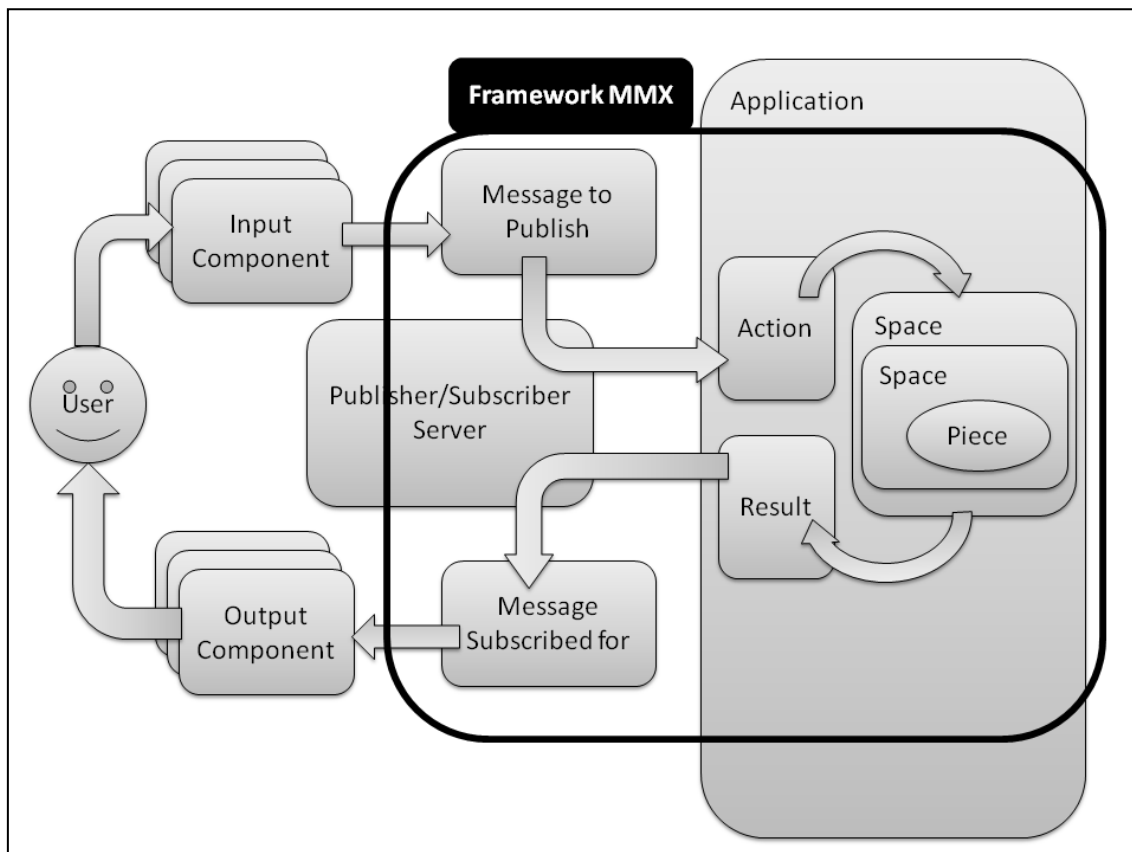 Framework MMX
Application
Input
Component
Message to
Publish
Action
Space
Space
Piece
User
Publisher/Subscriber
Server
Result
Message
Subscribed for
Output
Component